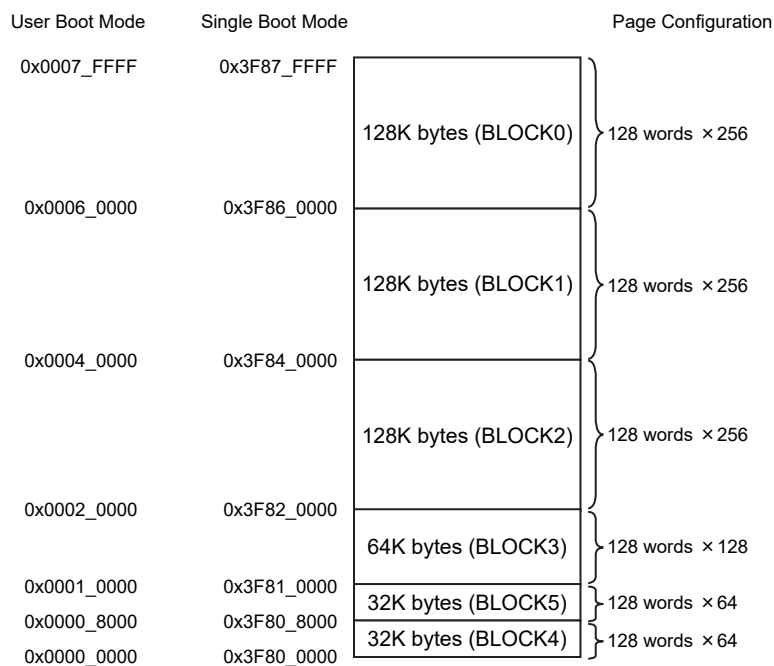 User Boot Mode Single Boot Mode Page Configuration
0x0007_FFFF 0x3F87_FFFF
128K bytes (BLOCK0) 128 words ×256
0x0006_0000 0x3F86_0000
128K bytes (BLOCK1) 128 words ×256
0x0004_0000 0x3F84_0000
128K bytes (BLOCK2) 128 words ×256
0x0002_0000 0x3F82_0000
64K bytes (BLOCK3) 128 words ×128
0x0001_0000 0x3F81_0000
32K bytes (BLOCK5) 128 words ×64
0x0000_8000 0x3F80_8000
32K bytes (BLOCK4) 128 words ×64
0x0000_0000 0x3F80_0000